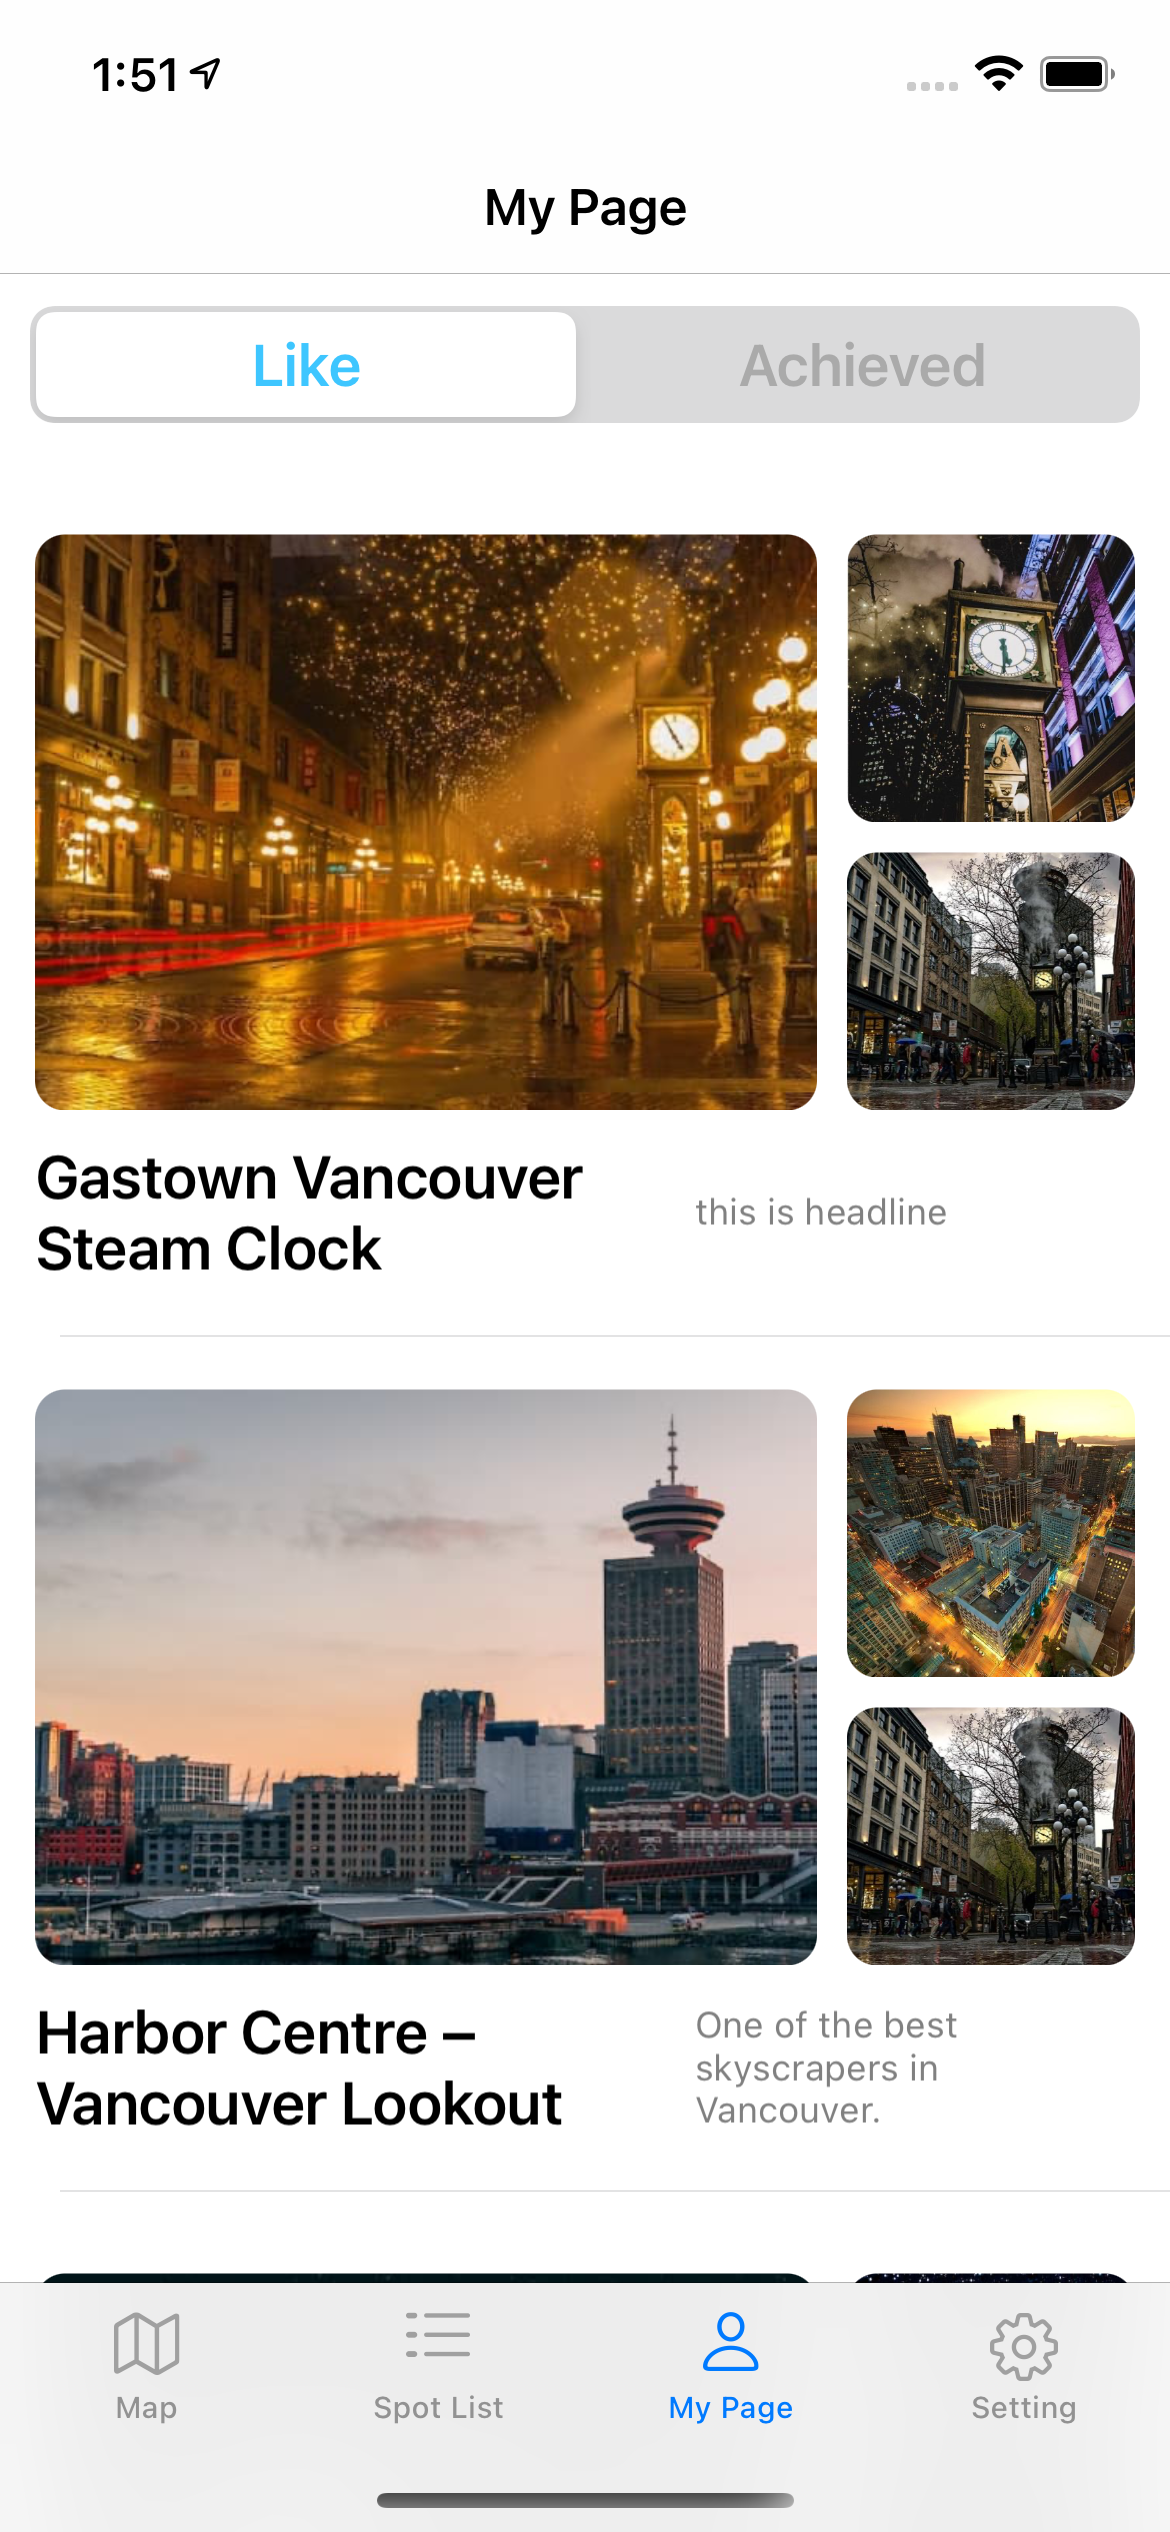 1:51
My Page
Like
Achieved
Gastown Vancouver
Steam Clock
this is headline
Harbor Centre –
Vancouver Lookout
One of the best
skyscrapers in
Vancouver.
Map
Spot List
My Page
Setting